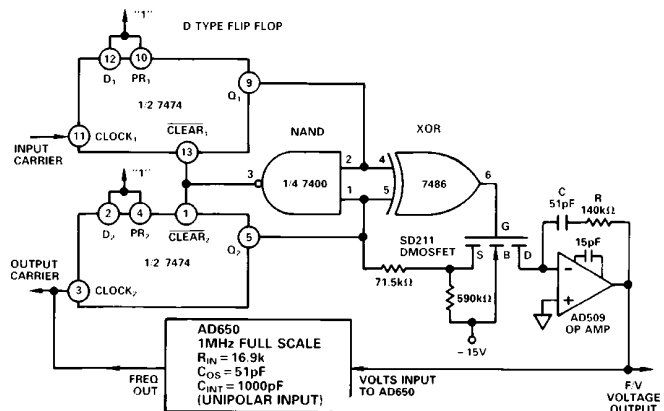 "1"
D TYPE FLIP FLOP
12
10
D1
PR1
9
Q1
1/2 7474
11
CLOCK1
CLEAR1
INPUT
CARRIER
13
NAND
XOR
"1"
3
2
4
1/4 7400
7486
6
1
5
2
4
1
D2
PR2
CLEAR2
Q2
5
1/2 7474
OUTPUT
CARRIER
3
CLOCK2
SD211
DMOSFET
G
S
B
D
C
51pF
R
140kΩ
15pF
71.5kΩ
590kΩ
–
+
AD509
OP AMP
– 15V
AD650
1MHz FULL SCALE
RIN = 16.9k
COS = 51pF
CINT = 1000pF
(UNIPOLAR INPUT)
FREQ
OUT
VOLTS INPUT
TO AD650
F/V
VOLTAGE
OUTPUT